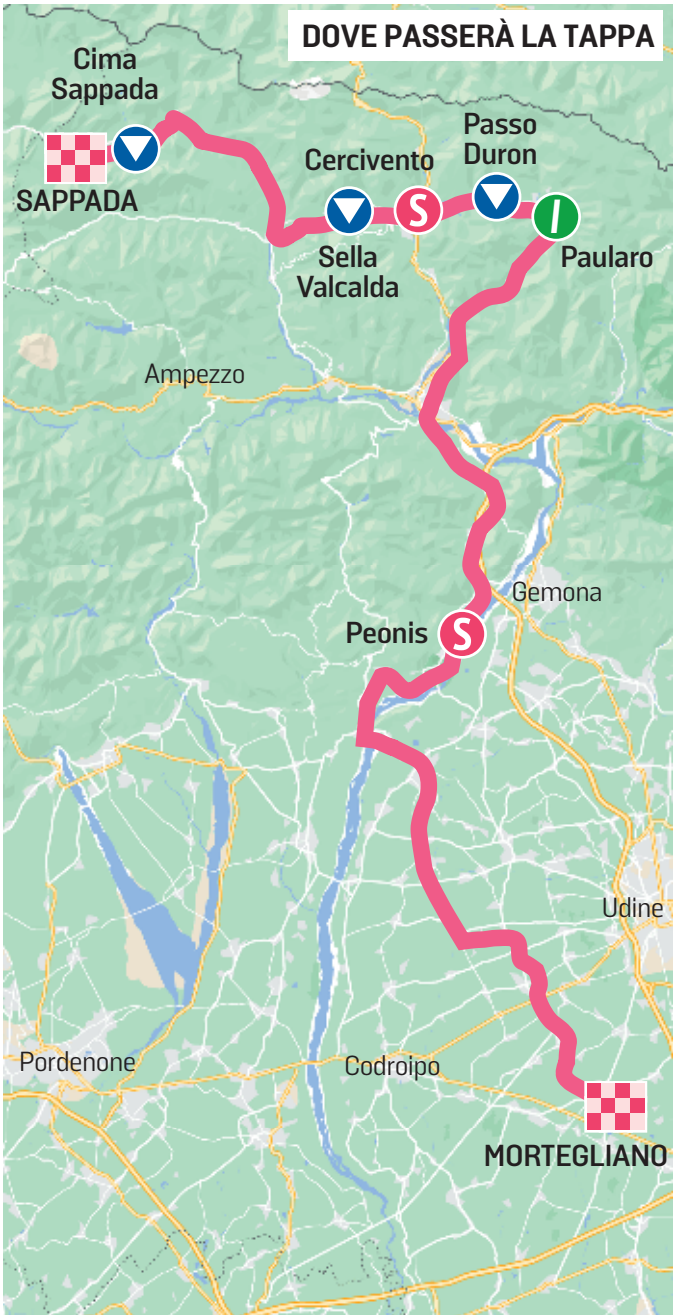 DOVE PASSERÀ LA TAPPA
Cima
Sappada
SAPPADA
Cercivento
S
Passo
Duron
I
Paularo
Sella
Valcalda
Ampezzo
Gemona
Peonis
S
Udine
Pordenone
Codroipo
MORTEGLIANO